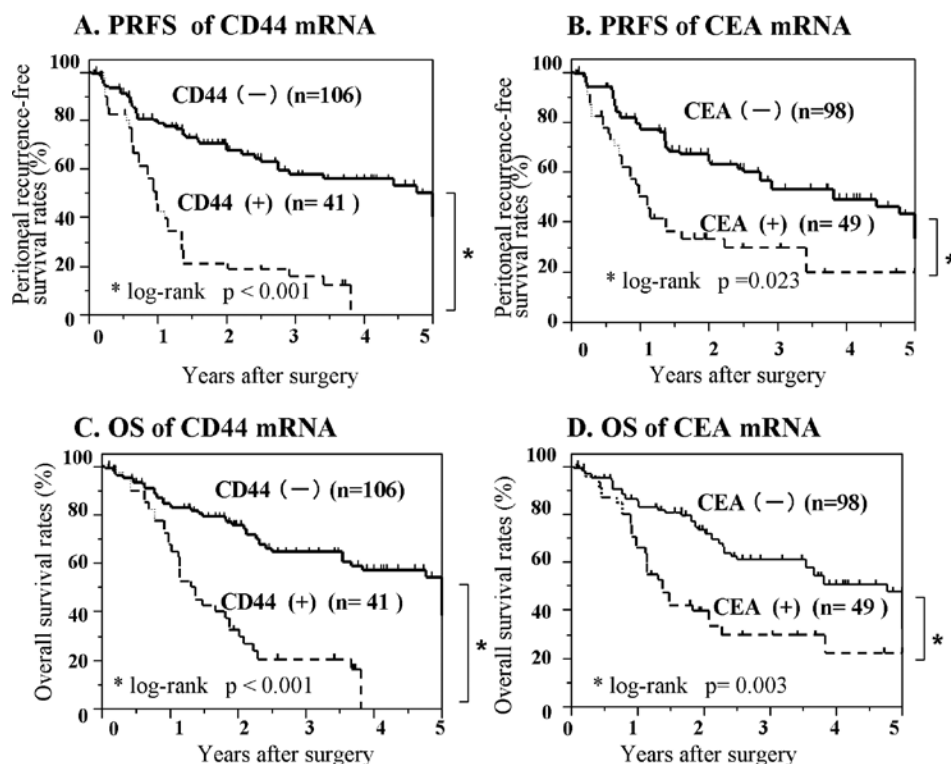 A. PRFS of CD44 mRNA
Peritoneal recurrence-free
survival rates (%)
100
80
60
40
20
0
CD44 (—) (n=106)
CD44 (+) (n= 41 )
*
* log-rank p < 0.001
0 1 2 3 4 5
Years after surgery
B. PRFS of CEA mRNA
Peritoneal recurrence-free
survival rates (%)
100
80
60
40
20
0
CEA (—) (n=98)
CEA (+) (n= 49 )
*
* log-rank p =0.023
0 1 2 3 4 5
Years after surgery
C. OS of CD44 mRNA
Overall survival rates (%)
100
80
60
40
20
0
CD44 (—) (n=106)
CD44 (+) (n= 41 )
*
* log-rank p < 0.001
0 1 2 3 4 5
Years after surgery
D. OS of CEA mRNA
Overall survival rates (%)
100
80
60
40
20
0
CEA (—) (n=98)
CEA (+) (n= 49 )
*
* log-rank p= 0.003
0 1 2 3 4 5
Years after surgery